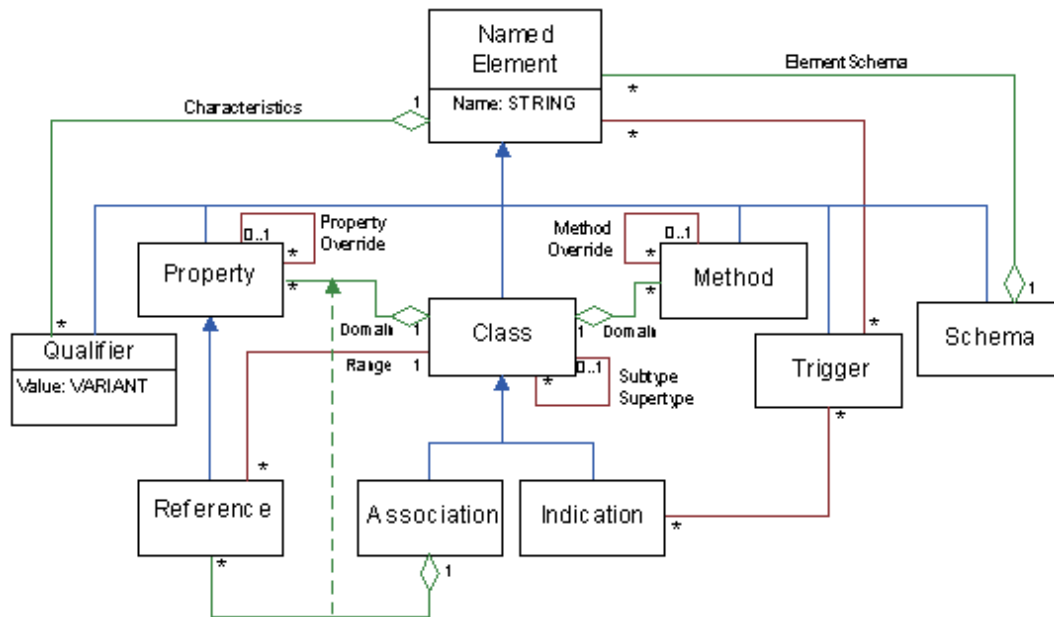 Named
Element
Name: STRING
Element Schema
Characteristics
1
*
*
Property
Override
0..1
*
Method
Override
0..1
*
Property
*
Method
*
Domain
1
Class
1
Domain
Range
1
0..1
*
Subtype
Supertype
*
Qualifier
Value: VARIANT
*
Trigger
*
1
Schema
*
Reference
*
Association
1
Indication
*